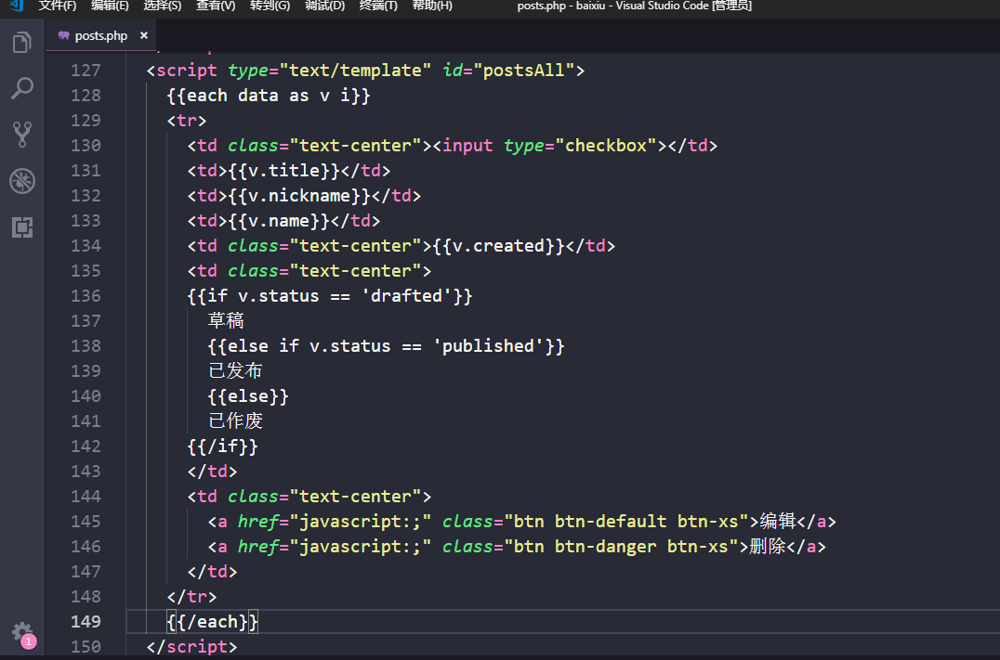 文件(F) 编辑(E) 选择(S) 查看(V) 转到(G) 调试(D) 终端(T) 帮助(H) posts.php - baixiu - Visual Studio Code [管理员]
posts.php ×
127 <script type="text/template" id="postsAll">
128 {{each data as v i}}
129 <tr>
130 <td class="text-center"><input type="checkbox"></td>
131 <td>{{v.title}}</td>
132 <td>{{v.nickname}}</td>
133 <td>{{v.name}}</td>
134 <td class="text-center">{{v.created}}</td>
135 <td class="text-center">
136 {{if v.status == 'drafted'}}
137 草稿
138 {{else if v.status == 'published'}}
139 已发布
140 {{else}}
141 已作废
142 {{/if}}
143 </td>
144 <td class="text-center">
145 <a href="javascript:;" class="btn btn-default btn-xs">编辑</a>
146 <a href="javascript:;" class="btn btn-danger btn-xs">删除</a>
147 </td>
148 </tr>
149 {{/each}}
150 </script>
1